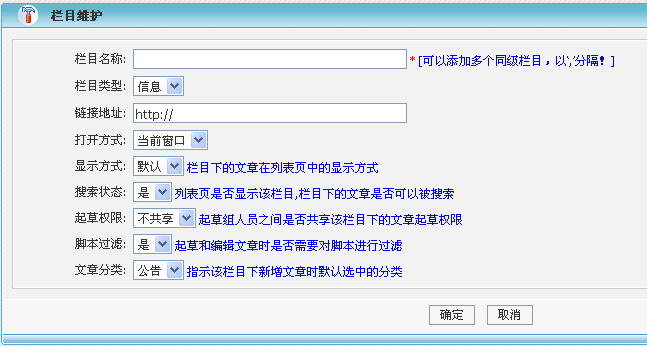 栏目维护
栏目名称: * [可以添加多个同级栏目，以','分隔！]
栏目类型: 信息
链接地址: http://
打开方式: 当前窗口
显示方式: 默认 栏目下的文章在列表页中的显示方式
搜索状态: 是 列表页是否显示该栏目,栏目下的文章是否可以被搜索
起草权限: 不共享 起草组人员之间是否共享该栏目下的文章起草权限
脚本过滤: 是 起草和编辑文章时是否需要对脚本进行过滤
文章分类: 公告 指示该栏目下新增文章时默认选中的分类
确定 取消